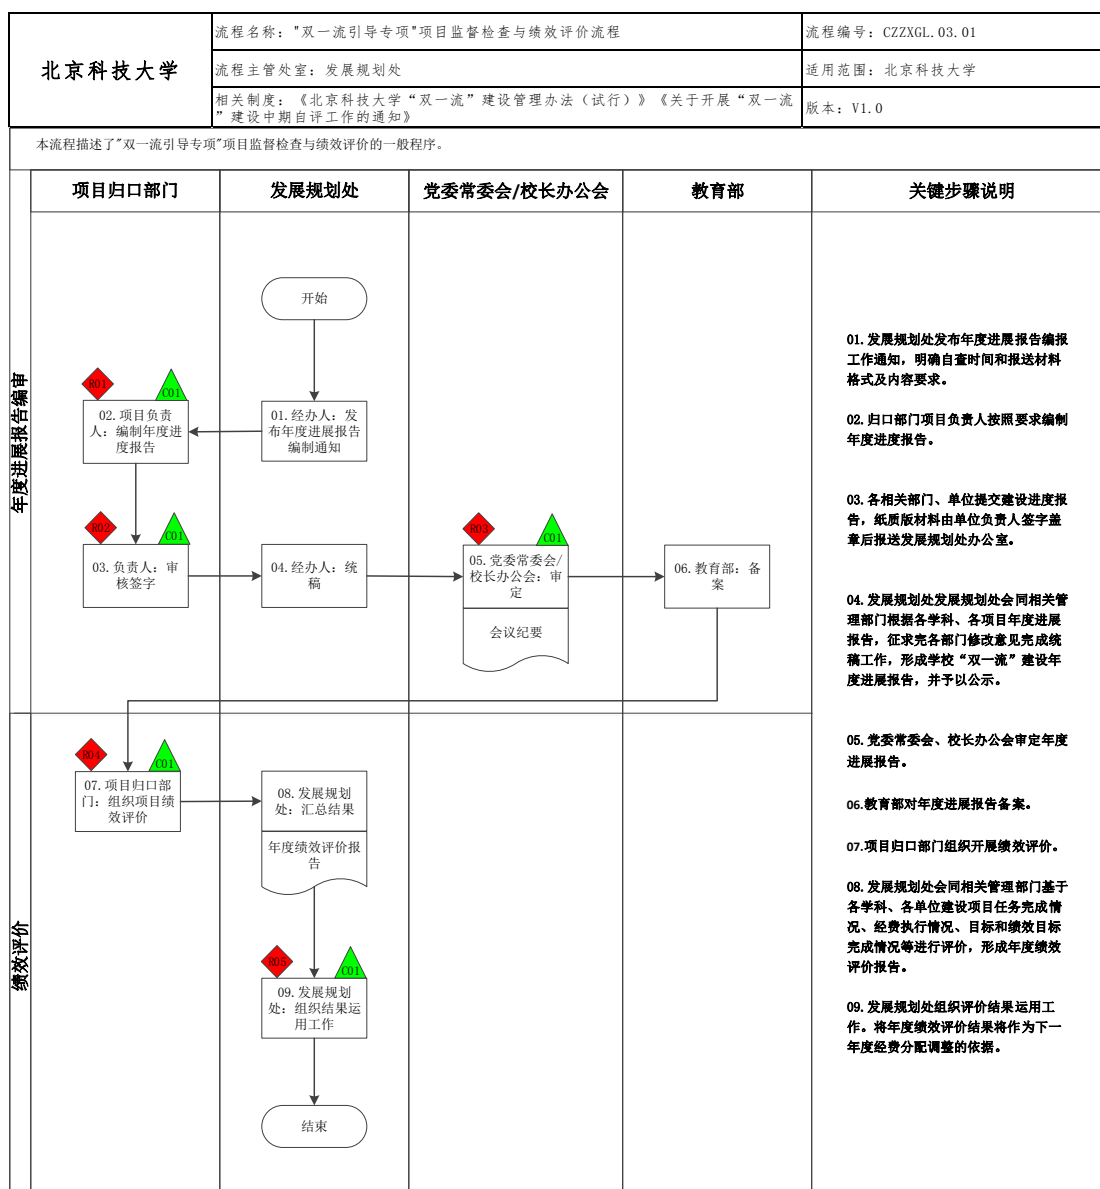 北京科技大学
流程名称："双一流引导专项"项目监督检查与绩效评价流程
流程编号：CZZXGL.03.01
流程主管处室：发展规划处
适用范围：北京科技大学
相关制度：《北京科技大学“双一流”建设管理办法（试行）》《关于开展“双一流
”建设中期自评工作的通知》
版本：V1.0
本流程描述了"双一流引导专项"项目监督检查与绩效评价的一般程序。
项目归口部门
发展规划处
党委常委会/校长办公会
教育部
关键步骤说明
年度进展报告编审
开始
R01
C01
02.项目负责
人：编制年度进
度报告
01.经办人：发
布年度进展报告
编制通知
R02
C01
03.负责人：审
核签字
04.经办人：统
稿
R03
C01
05.党委常委会/
校长办公会：审
定
会议纪要
06.教育部：备
案
绩效评价
R04
C01
07.项目归口部
门：组织项目绩
效评价
08.发展规划
处：汇总结果
年度绩效评价报
告
R05
C01
09.发展规划
处：组织结果运
用工作
结束
01.发展规划处发布年度进展报告编报
工作通知，明确自查时间和报送材料
格式及内容要求。
02.归口部门项目负责人按照要求编制
年度进度报告。
03.各相关部门、单位提交建设进度报
告，纸质版材料由单位负责人签字盖
章后报送发展规划处办公室。
04.发展规划处发展规划处会同相关管
理部门根据各学科、各项目年度进展
报告，征求完各部门修改意见完成统
稿工作，形成学校“双一流”建设年
度进展报告，并予以公示。
05.党委常委会、校长办公会审定年度
进展报告。
06.教育部对年度进展报告备案。
07.项目归口部门组织开展绩效评价。
08.发展规划处会同相关管理部门基于
各学科、各单位建设项目任务完成情
况、经费执行情况、目标和绩效目标
完成情况等进行评价，形成年度绩效
评价报告。
09.发展规划处组织评价结果运用工
作。将年度绩效评价结果将作为下一
年度经费分配调整的依据。